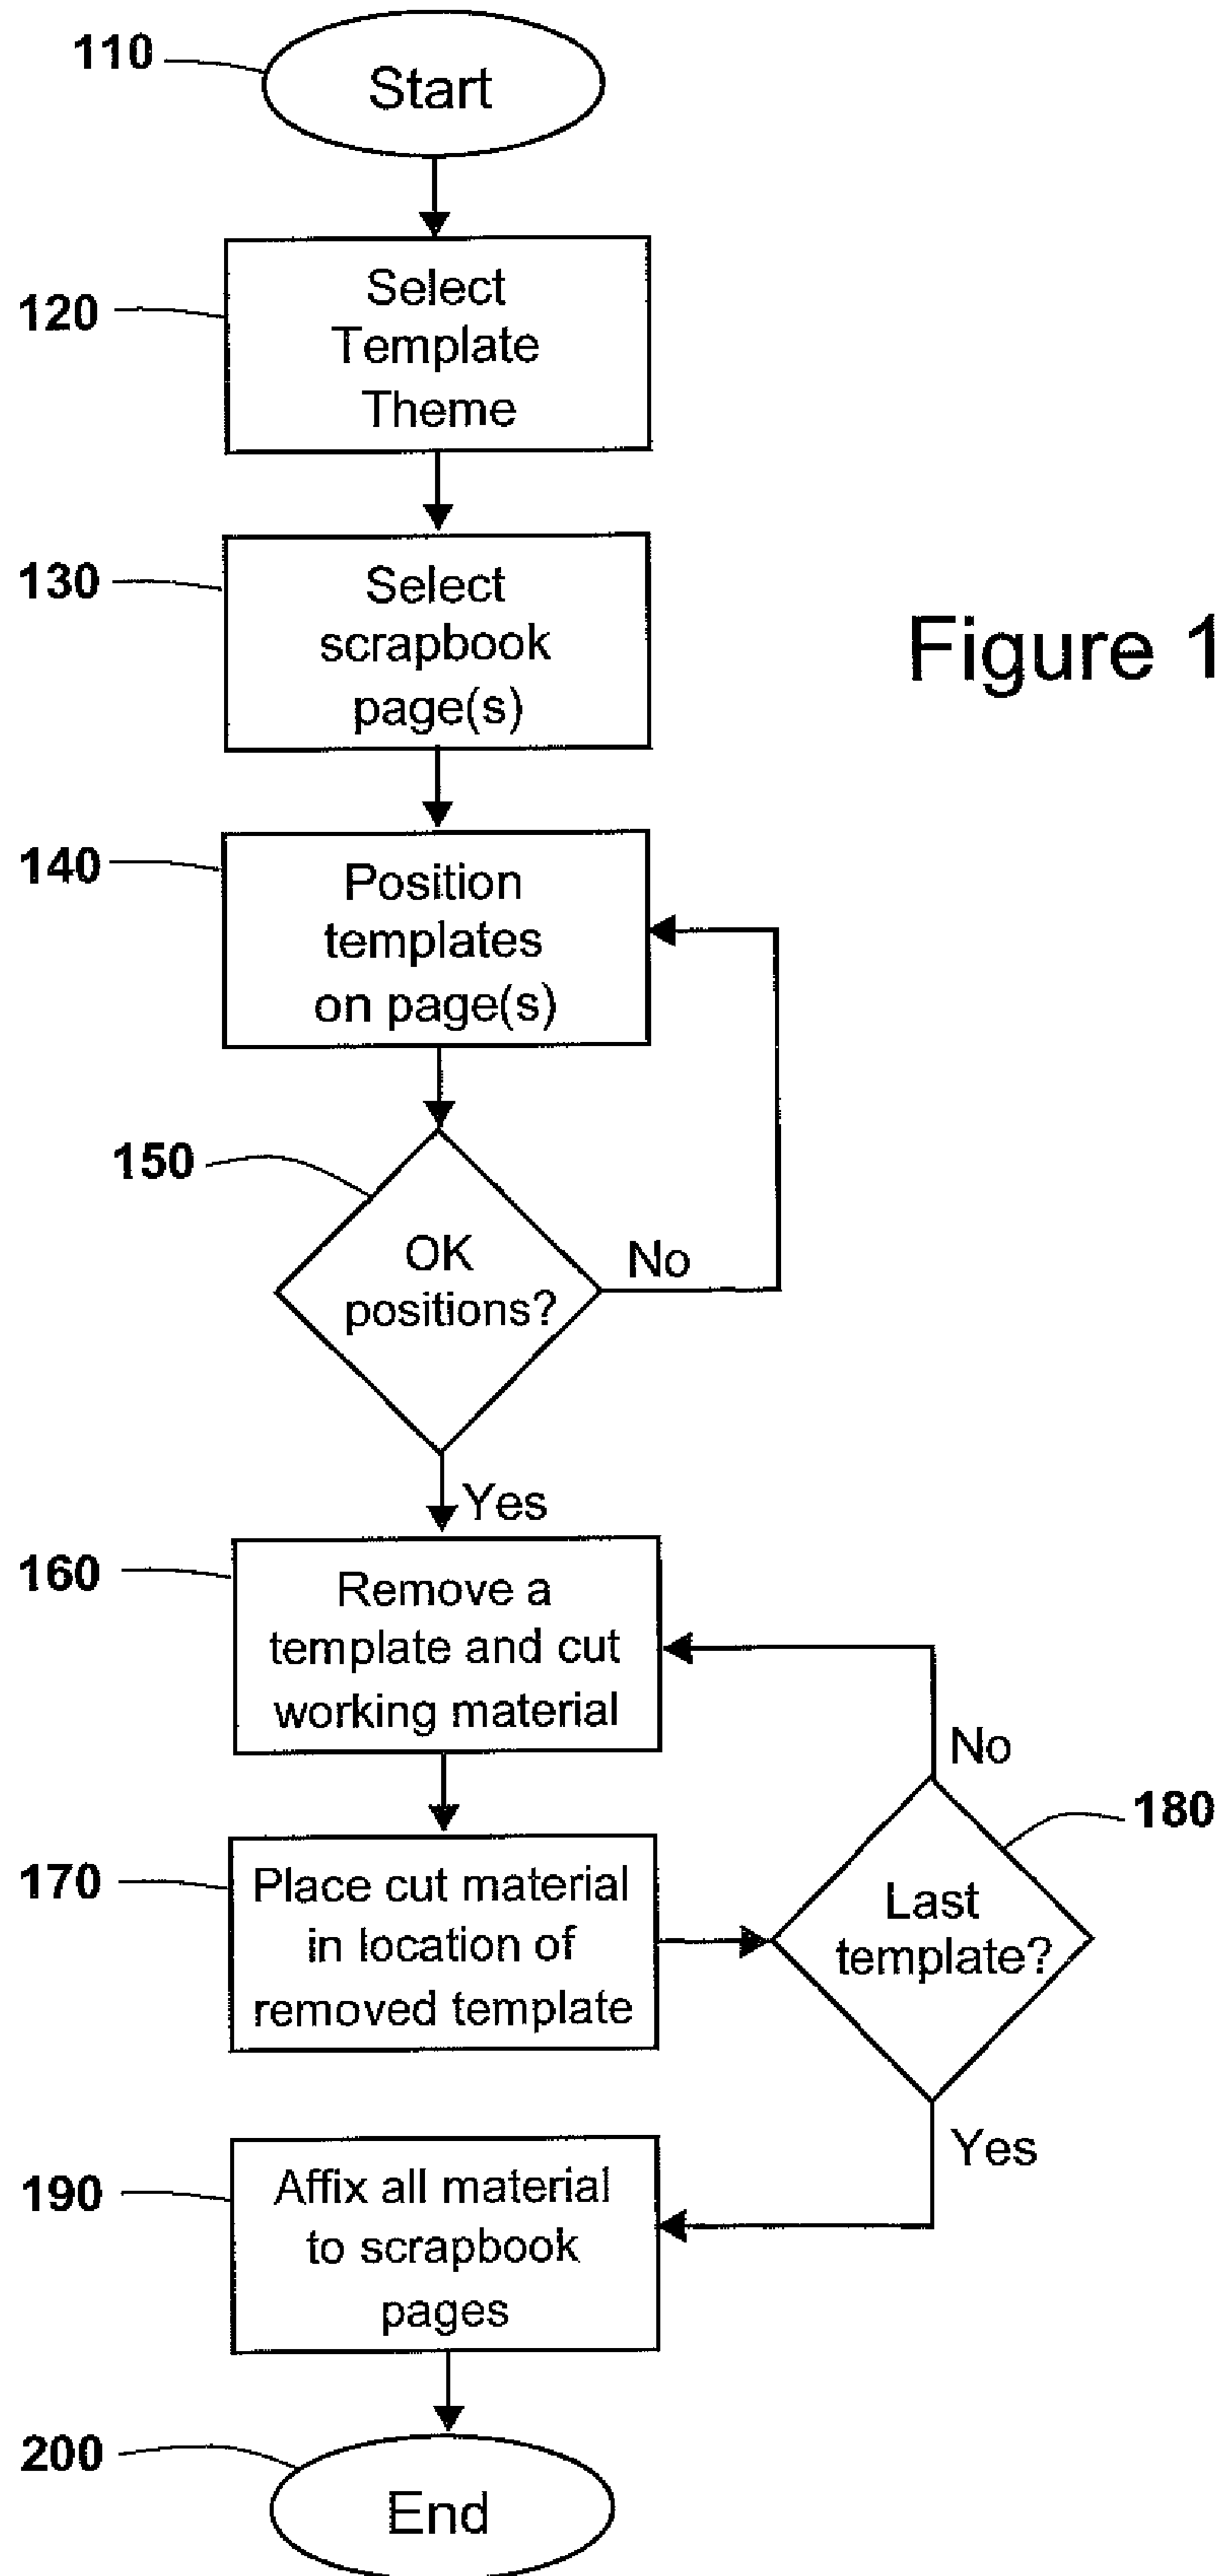 110
Start
120
Select
Template
Theme
130
Select
scrapbook
page(s)
Figure 1
140
Position
templates
on page(s)
150
OK
positions?
No
Yes
160
Remove a
template and cut
working material
No
180
170
Place cut material
in location of
removed template
Last
template?
Yes
190
Affix all material
to scrapbook
pages
200
End